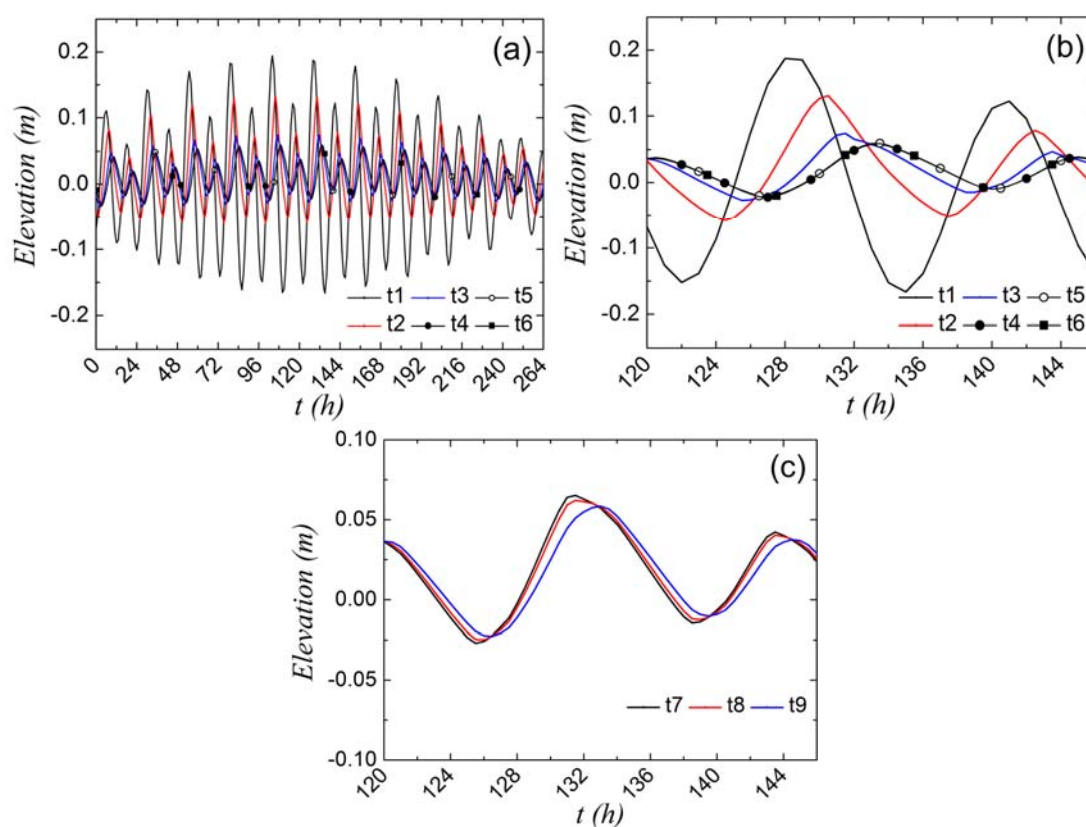 (a)
Elevation (m)
0.2
0.1
0.0
-0.1
-0.2
t1 t3 t5
t2 t4 t6
0 24 48 72 96 120 144 168 192 216 240 264
t (h)
(b)
Elevation (m)
0.2
0.1
0.0
-0.1
-0.2
t1 t3 t5
t2 t4 t6
120 124 128 132 136 140 144
t (h)
(c)
Elevation (m)
0.10
0.05
0.00
-0.05
-0.10
t7 t8 t9
120 124 128 132 136 140 144
t (h)